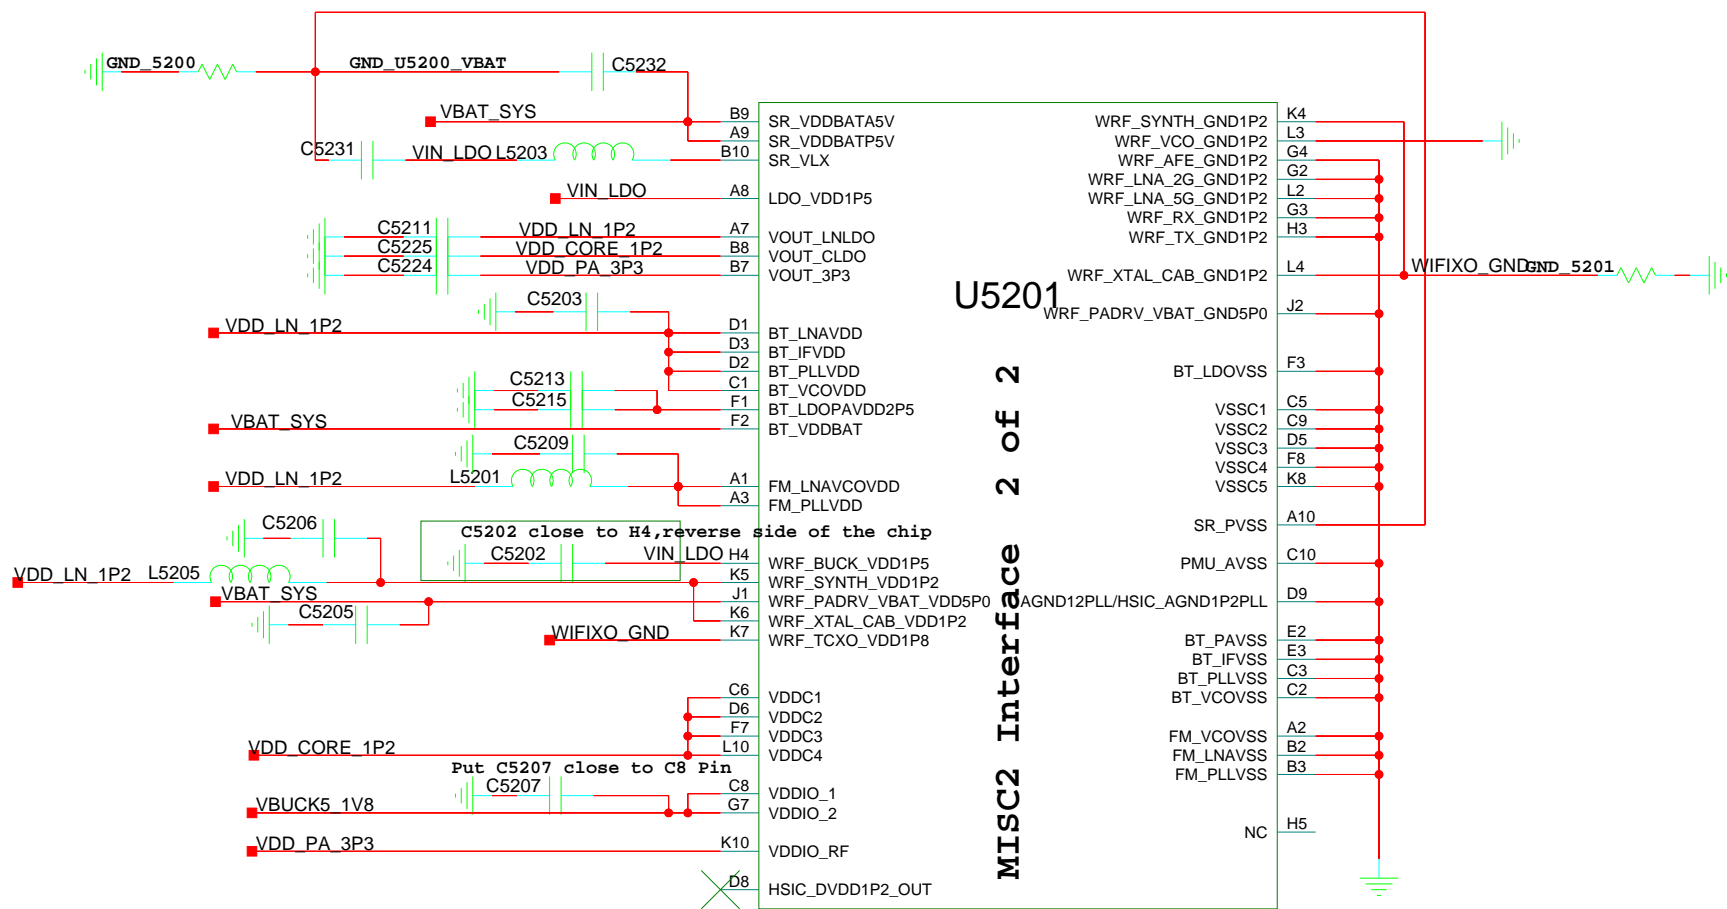 GND_5200 GND_U5200_VBAT C5232
VBAT_SYS B9 SR_VDDBATA5V
A9 SR_VDDBATP5V
C5231 VIN_LDO L5203 B10 SR_VLX
VIN_LDO A8 LDO_VDD1P5
C5211 VDD_LN_1P2 A7 VOUT_LNLDO
C5225 VDD_CORE_1P2 B8 VOUT_CLDO
C5224 VDD_PA_3P3 B7 VOUT_3P3
C5203
VDD_LN_1P2 D1 BT_LNAVDD
D3 BT_IFVDD
D2 BT_PLLVDD
C5213 C1 BT_VCOVDD
C5215 F1 BT_LDOPAVDD2P5
VBAT_SYS F2 BT_VDDBAT
C5209
VDD_LN_1P2 L5201 A1 FM_LNAVCOVDD
A3 FM_PLLVDD
C5206 C5202 close to H4,reverse side of the chip
C5202 VIN_LDO H4 WRF_BUCK_VDD1P5
VDD_LN_1P2 L5205 K5 WRF_SYNTH_VDD1P2
VBAT_SYS J1 WRF_PADRV_VBAT_VDD5P0
C5205 K6 WRF_XTAL_CAB_VDD1P2
WIFIXO_GND K7 WRF_TCXO_VDD1P8
C6 VDDC1
D6 VDDC2
F7 VDDC3
VDD_CORE_1P2 L10 VDDC4
Put C5207 close to C8 Pin
C5207 C8 VDDIO_1
VBUCK5_1V8 G7 VDDIO_2
VDD_PA_3P3 K10 VDDIO_RF
D8 HSIC_DVDD1P2_OUT
U5201
MISC2 Interface 2 of 2
WRF_SYNTH_GND1P2 K4
WRF_VCO_GND1P2 L3
WRF_AFE_GND1P2 G4
WRF_LNA_2G_GND1P2 G2
WRF_LNA_5G_GND1P2 L2
WRF_RX_GND1P2 G3
WRF_TX_GND1P2 H3
WRF_XTAL_CAB_GND1P2 L4 WIFIXO_GND GND_5201
WRF_PADRV_VBAT_GND5P0 J2
BT_LDOVSS F3
VSSC1 C5
VSSC2 C9
VSSC3 D5
VSSC4 F8
VSSC5 K8
SR_PVSS A10
PMU_AVSS C10
AGND12PLL/HSIC_AGND1P2PLL D9
BT_PAVSS E2
BT_IFVSS E3
BT_PLLVSS C3
BT_VCOVSS C2
FM_VCOVSS A2
FM_LNAVSS B2
FM_PLLVSS B3
NC H5